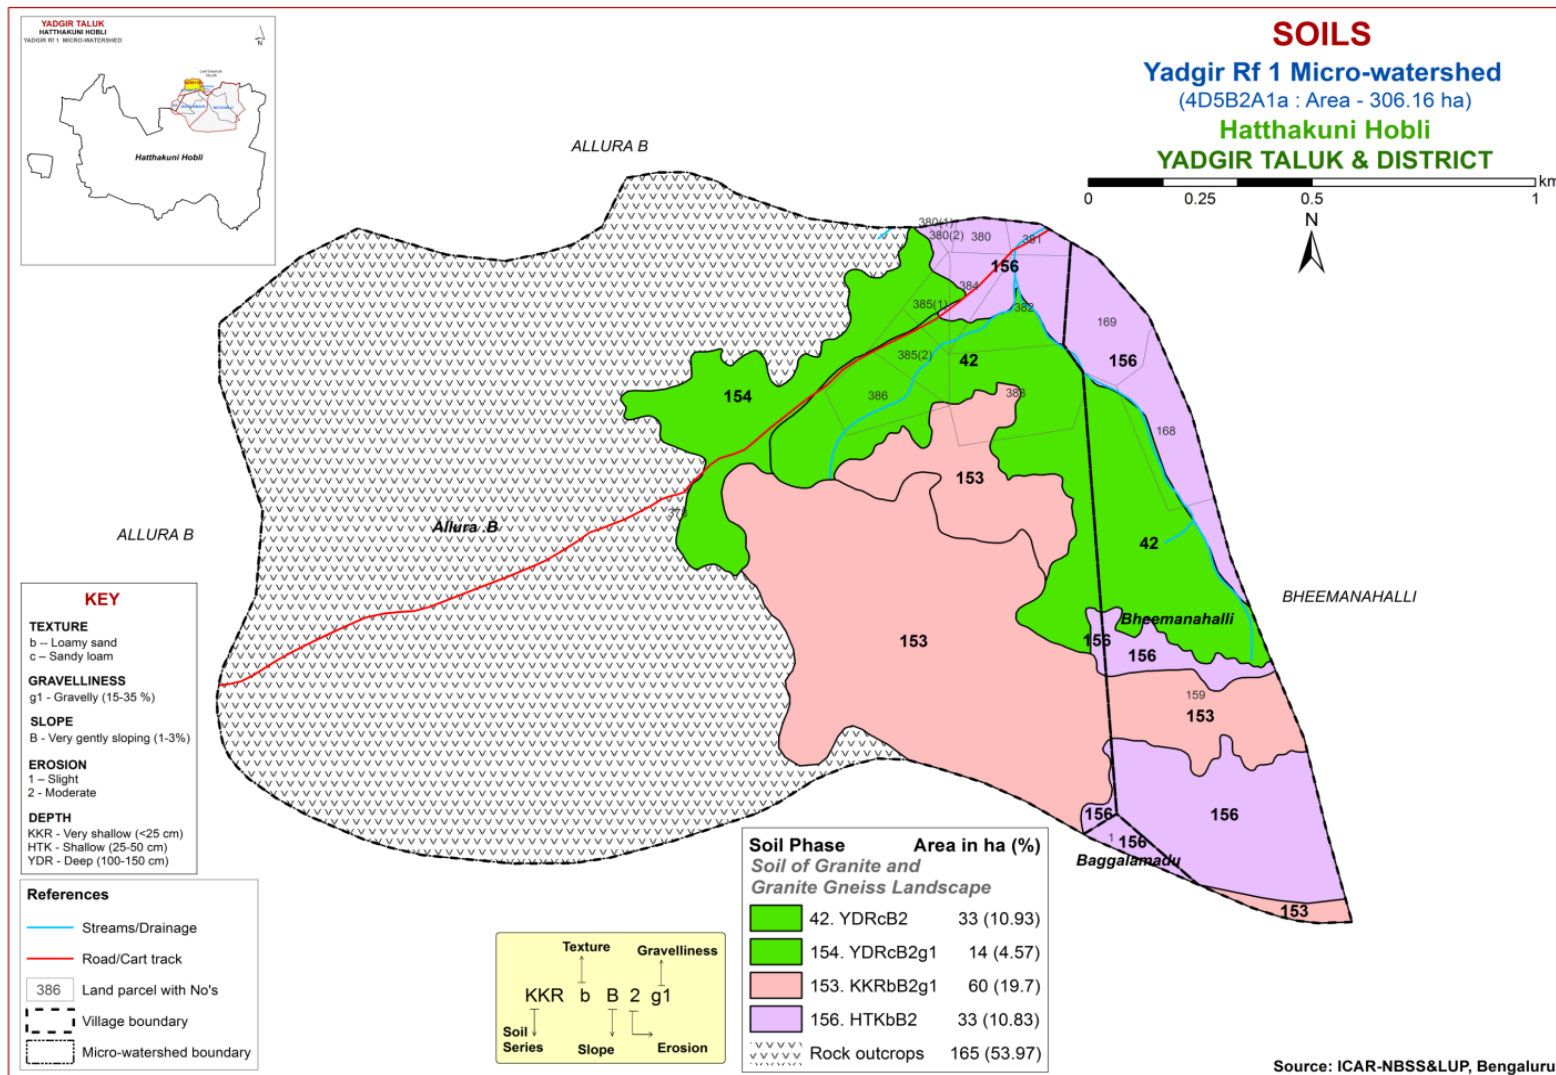 YADGIR TALUK
HATTHAKUNI HOBLI
YADGIR Rf 1 MICRO-WATERSHED
N
Hatthakuni Hobli
SOILS
Yadgir Rf 1 Micro-watershed
(4D5B2A1a : Area - 306.16 ha)
Hatthakuni Hobli
YADGIR TALUK & DISTRICT
km
0 0.25 0.5 1
N
ALLURA B
380(1)
380(2) 380 381
156
384
385(1) 382
169
385(2) 42 156
154 386 383
168
153
378
Allura .B
ALLURA B
42
BHEEMANAHALLI
Bheemanahalli
153 156 156
159
153
156 156
1 156
Baggalamadu
153
KEY
TEXTURE
b -- Loamy sand
c – Sandy loam
GRAVELLINESS
g1 - Gravelly (15-35 %)
SLOPE
B - Very gently sloping (1-3%)
EROSION
1 – Slight
2 - Moderate
DEPTH
KKR - Very shallow (<25 cm)
HTK - Shallow (25-50 cm)
YDR - Deep (100-150 cm)
References
Streams/Drainage
Road/Cart track
386 Land parcel with No's
Village boundary
Micro-watershed boundary
Texture Gravelliness
KKR b B 2 g1
Soil
Series Slope Erosion
Soil Phase Area in ha (%)
Soil of Granite and
Granite Gneiss Landscape
42. YDRcB2 33 (10.93)
154. YDRcB2g1 14 (4.57)
153. KKRbB2g1 60 (19.7)
156. HTKbB2 33 (10.83)
Rock outcrops 165 (53.97)
Source: ICAR-NBSS&LUP, Bengaluru